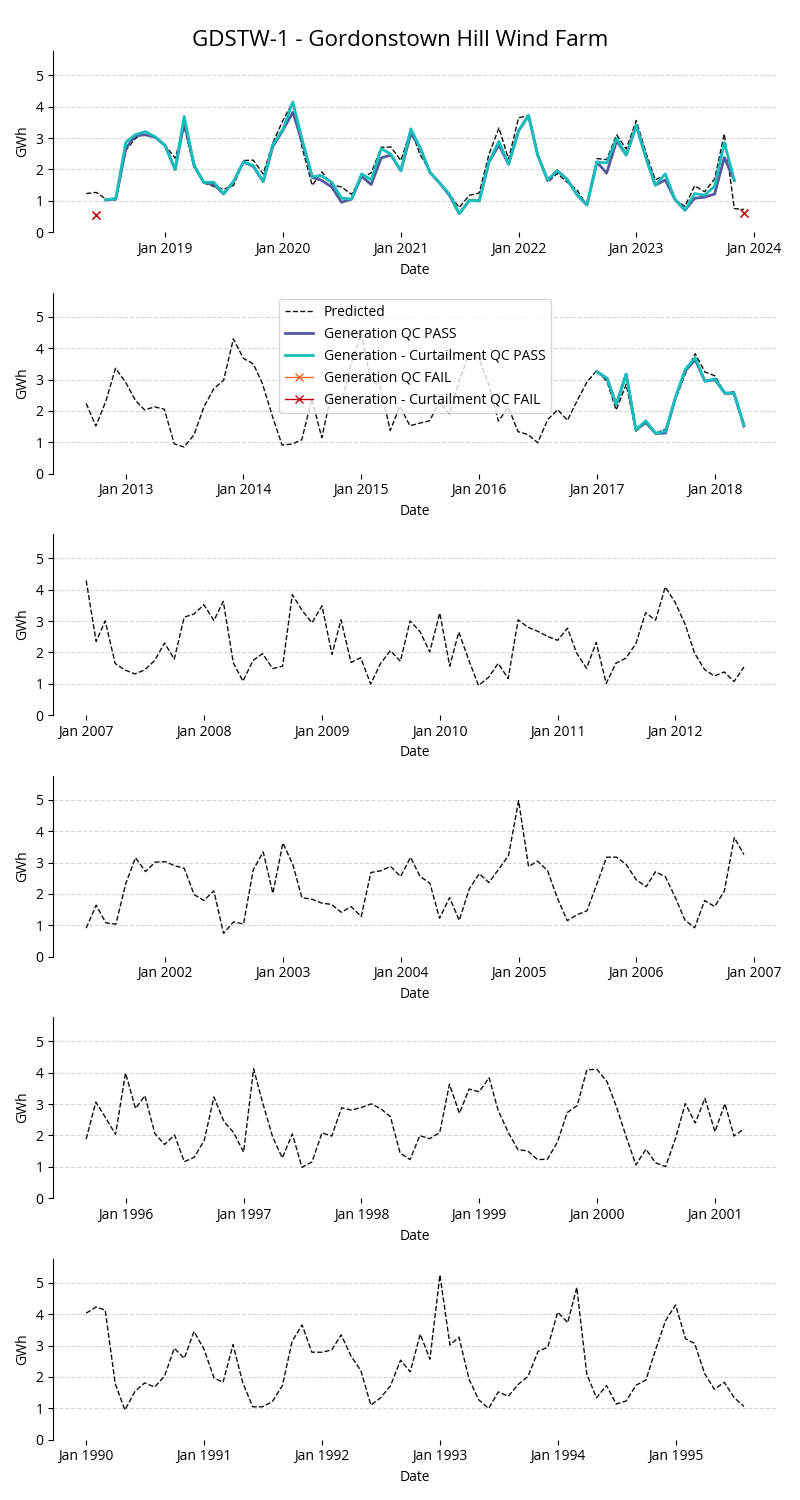 GDSTW-1 - Gordonstown Hill Wind Farm
5
4
3
2
1
0
GWh
Jan 2019
Jan 2020
Jan 2021
Jan 2022
Jan 2023
Jan 2024
Date
5
4
3
2
1
0
GWh
Predicted
Generation QC PASS
Generation - Curtailment QC PASS
Generation QC FAIL
Generation - Curtailment QC FAIL
Jan 2013
Jan 2014
Jan 2015
Jan 2016
Jan 2017
Jan 2018
Date
5
4
3
2
1
0
GWh
Jan 2007
Jan 2008
Jan 2009
Jan 2010
Jan 2011
Jan 2012
Date
5
4
3
2
1
0
GWh
Jan 2002
Jan 2003
Jan 2004
Jan 2005
Jan 2006
Jan 2007
Date
5
4
3
2
1
0
GWh
Jan 1996
Jan 1997
Jan 1998
Jan 1999
Jan 2000
Jan 2001
Date
5
4
3
2
1
0
GWh
Jan 1990
Jan 1991
Jan 1992
Jan 1993
Jan 1994
Jan 1995
Date